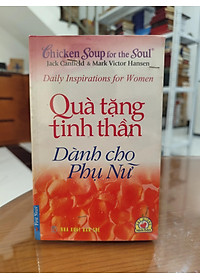 Chicken Soup for the Soul
Jack Canfield & Mark Victor Hansen
Daily Inspirations for Women
Quà tặng
tinh thần
Dành cho
Phụ Nữ